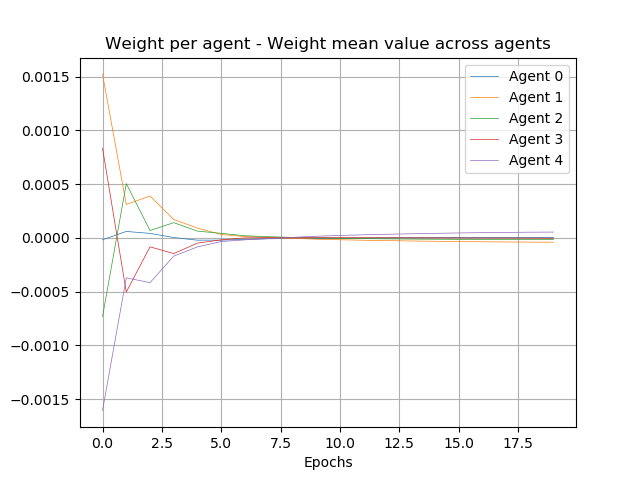 Weight per agent - Weight mean value across agents
0.0015
0.0010
0.0005
0.0000
−0.0005
−0.0010
−0.0015
Agent 0
Agent 1
Agent 2
Agent 3
Agent 4
0.0 2.5 5.0 7.5 10.0 12.5 15.0 17.5
Epochs